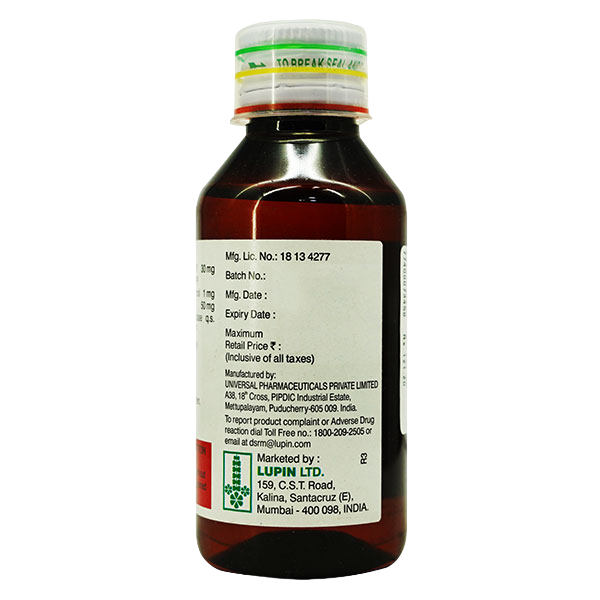 TO BREAK SEAL
30 mg
1 mg
50 mg
q.s.
Mfg. Lic. No.: 18 13 4277
Batch No.:
Mfg. Date :
Expiry Date :
Maximum
Retail Price ₹ :
(Inclusive of all taxes)
Manufactured by:
UNIVERSAL PHARMACEUTICALS PRIVATE LIMITED
A38, 18th Cross, PIPDIC Industrial Estate,
Mettupalayam, Puducherry-605 009. India.
To report product complaint or Adverse Drug
reaction dial Toll Free no.: 1800-209-2505 or
email at dsrm@lupin.com
Marketed by :
LUPIN LTD.
159, C.S.T. Road,
Kalina, Santacruz (E),
Mumbai - 400 098, INDIA.
R3